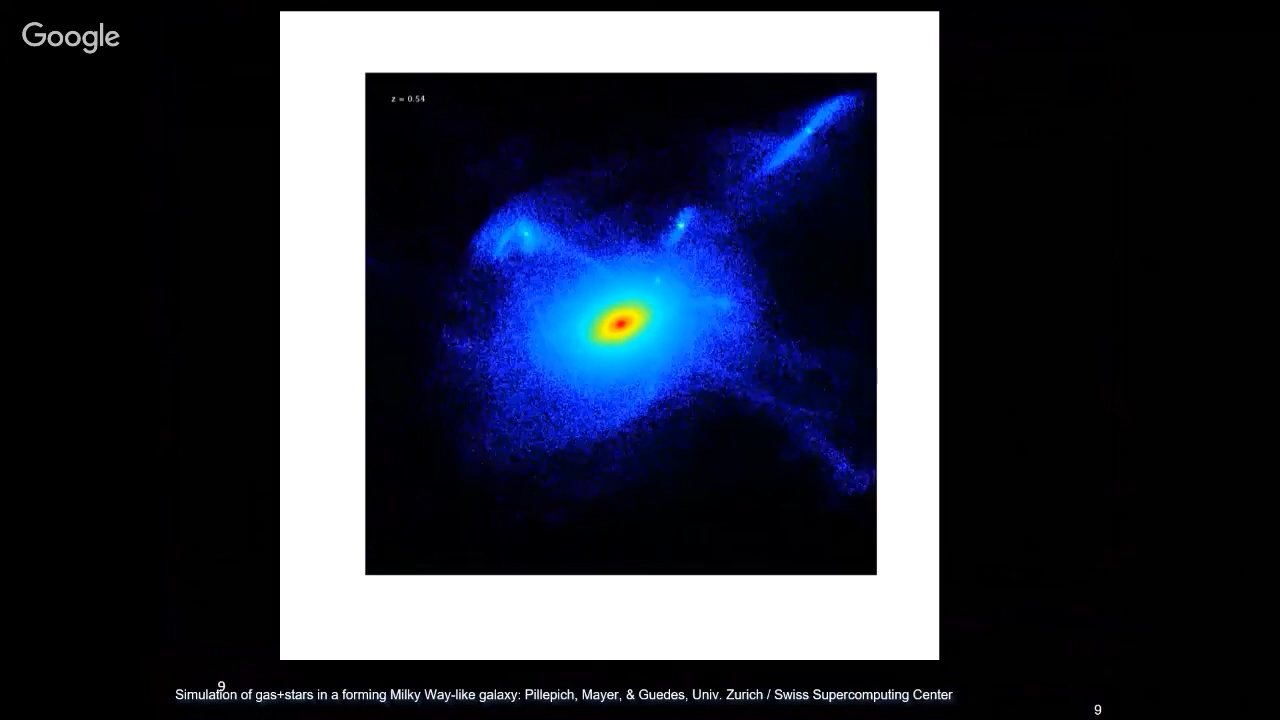 Google
z = 0.54
9
Simulation of gas+stars in a forming Milky Way-like galaxy: Pillepich, Mayer, & Guedes, Univ. Zurich / Swiss Supercomputing Center
9